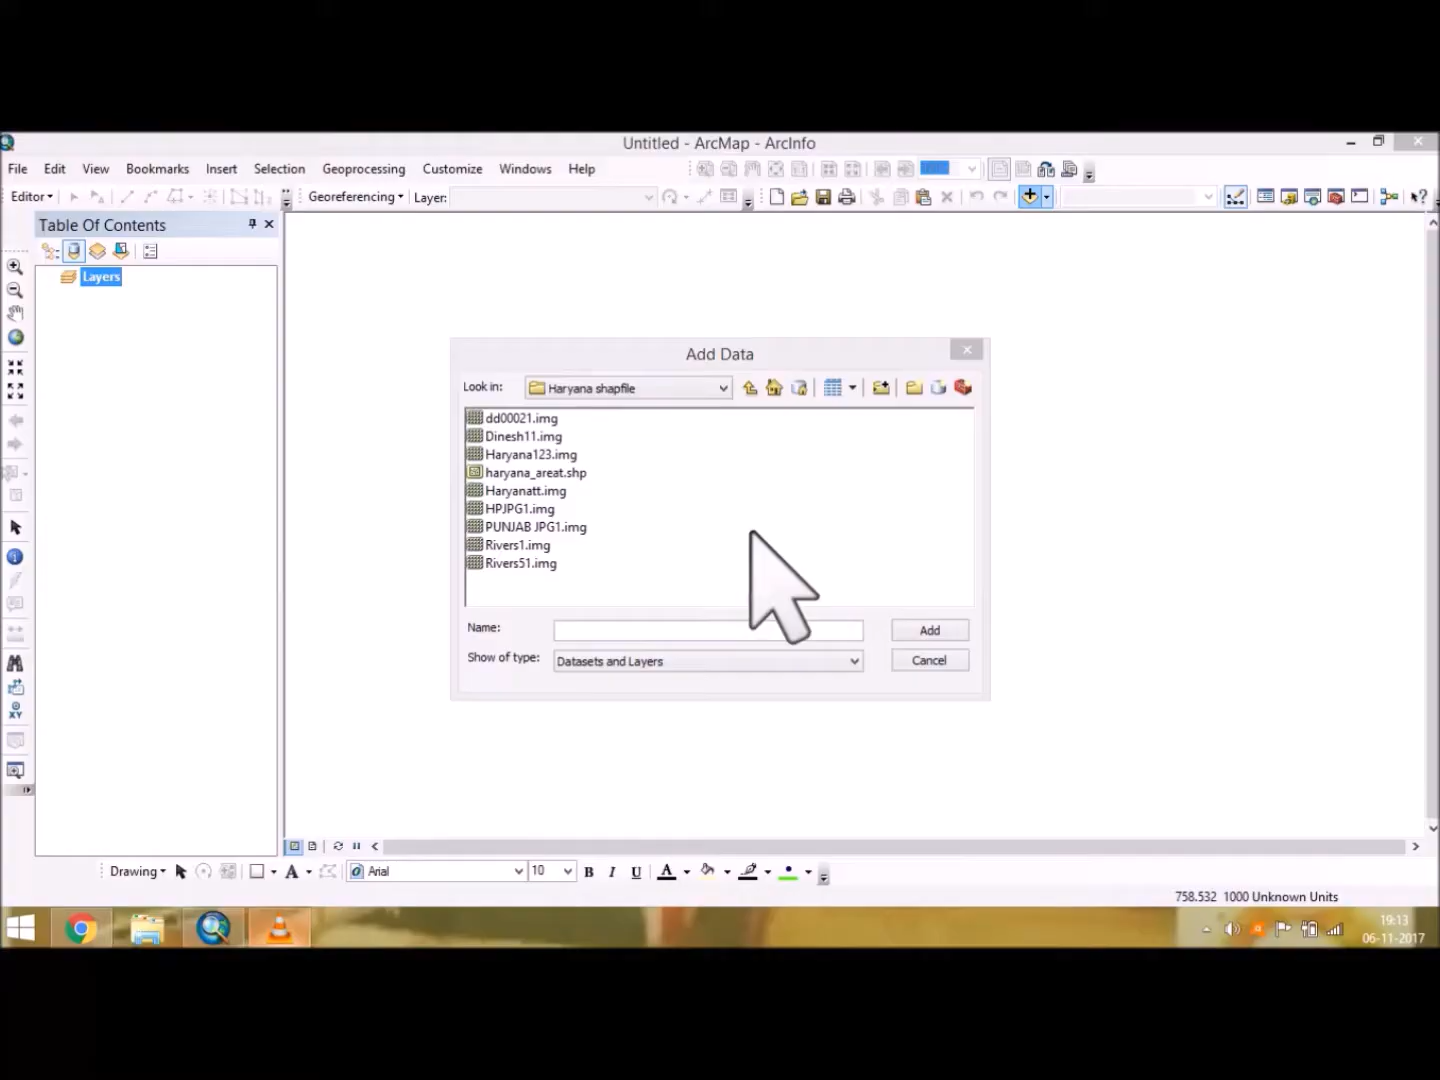 Untitled - ArcMap - ArcInfo
File Edit View Bookmarks Insert Selection Geoprocessing Customize Windows Help
Editor Georeferencing Layer:
Table Of Contents
Layers
Add Data
Look in: Haryana shapfile
dd00021.img
Dinesh11.img
Haryana123.img
haryana_areat.shp
Haryanatt.img
HPJPG1.img
PUNJAB JPG1.img
Rivers1.img
Rivers51.img
Name: Add
Show of type: Datasets and Layers Cancel
XY
Drawing A Arial 10 B I U A
758.532 1000 Unknown Units
19:13
06-11-2017